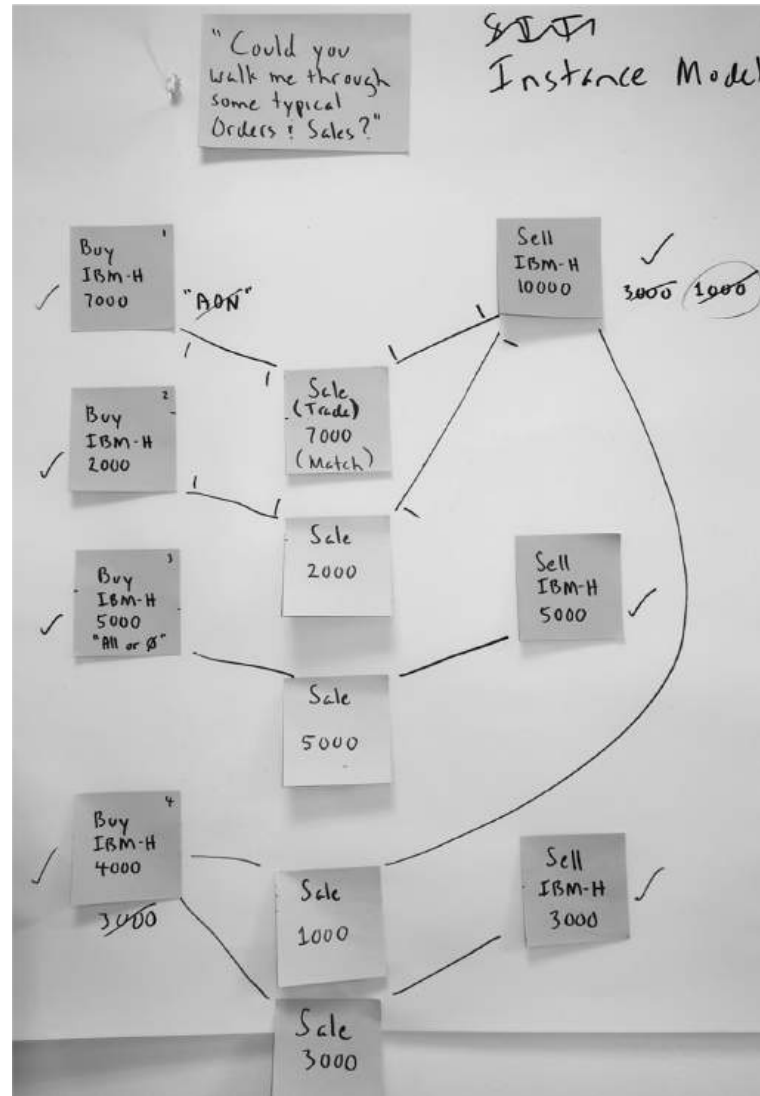 "Could you
walk me through
some typical
Orders & Sales?"
Instance Model
1
Buy
IBM-H
7000
"AON"
Sell
IBM-H
10000
3000 1000
Sale
(Trade)
7000
(Match)
2
Buy
IBM-H
2000
Sale
2000
3
Buy
IBM-H
5000
"All or Ø"
Sell
IBM-H
5000
Sale
5000
4
Buy
IBM-H
4000
3000
Sale
1000
Sell
IBM-H
3000
Sale
3000